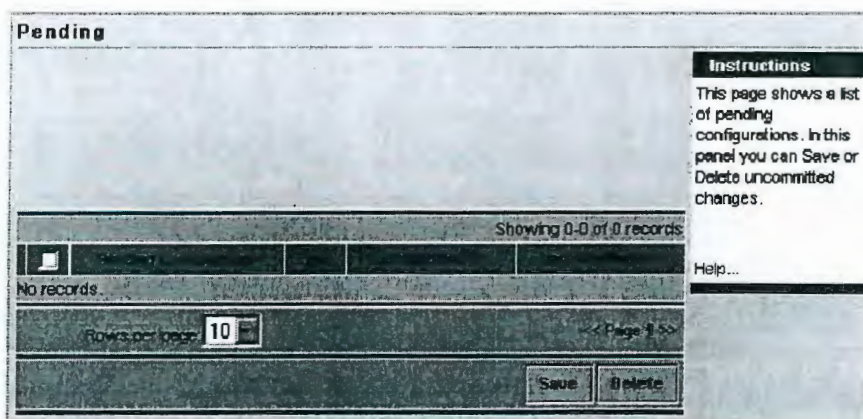 Pending
Instructions
This page shows a list
of pending
configurations. In this
panel you can Save or
Delete uncommitted
changes.
Help...
Showing 0-0 of 0 records
No records.
Rows per page 10
<< Page 1 >>
Save Delete